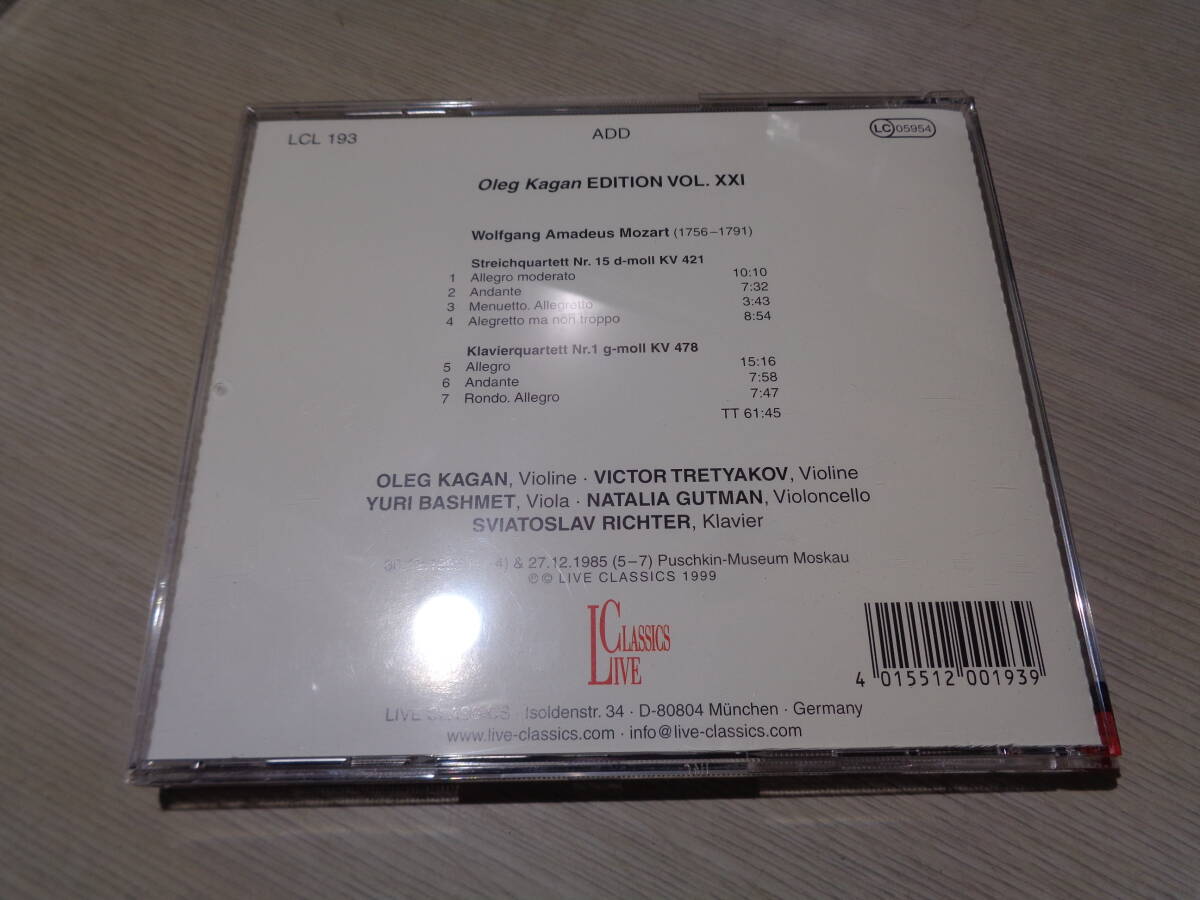 LCL 193
ADD
LC 05954
Oleg Kagan EDITION VOL. XXI
Wolfgang Amadeus Mozart (1756–1791)
Streichquartett Nr. 15 d-moll KV 421
1 Allegro moderato 10:10
2 Andante 7:32
3 Menuetto. Allegretto 3:43
4 Alegretto ma non troppo 8:54
Klavierquartett Nr.1 g-moll KV 478
5 Allegro 15:16
6 Andante 7:58
7 Rondo. Allegro 7:47
TT 61:45
OLEG KAGAN, Violine · VICTOR TRETYAKOV, Violine
YURI BASHMET, Viola · NATALIA GUTMAN, Violoncello
SVIATOSLAV RICHTER, Klavier
4) & 27.12.1985 (5–7) Puschkin-Museum Moskau
℗ © LIVE CLASSICS 1999
LIVE CLASSICS
4 015512 001939
LIVE CLASSICS · Isoldenstr. 34 · D-80804 München · Germany
www.live-classics.com · info@live-classics.com